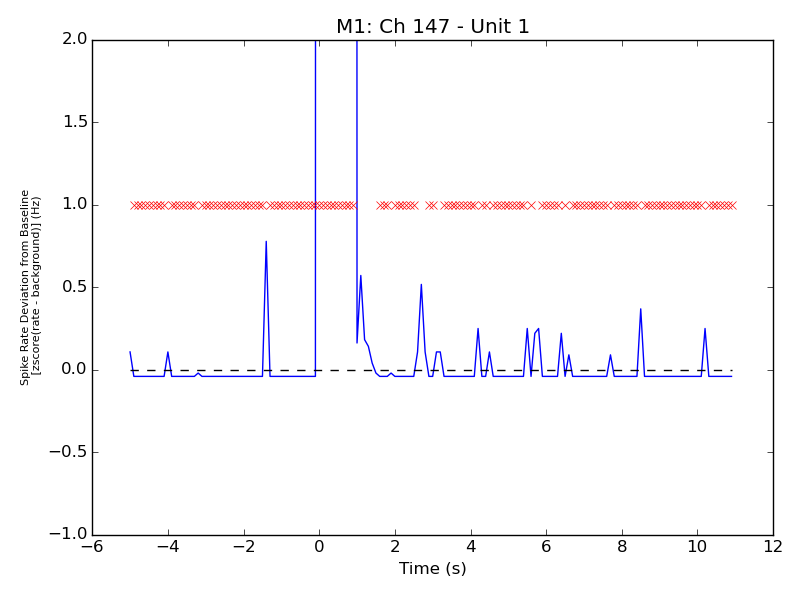 M1: Ch 147 - Unit 1
2.0
1.5
1.0
0.5
0.0
−0.5
−1.0
Spike Rate Deviation from Baseline
[zscore(rate - background)] (Hz)
−6 −4 −2 0 2 4 6 8 10 12
Time (s)